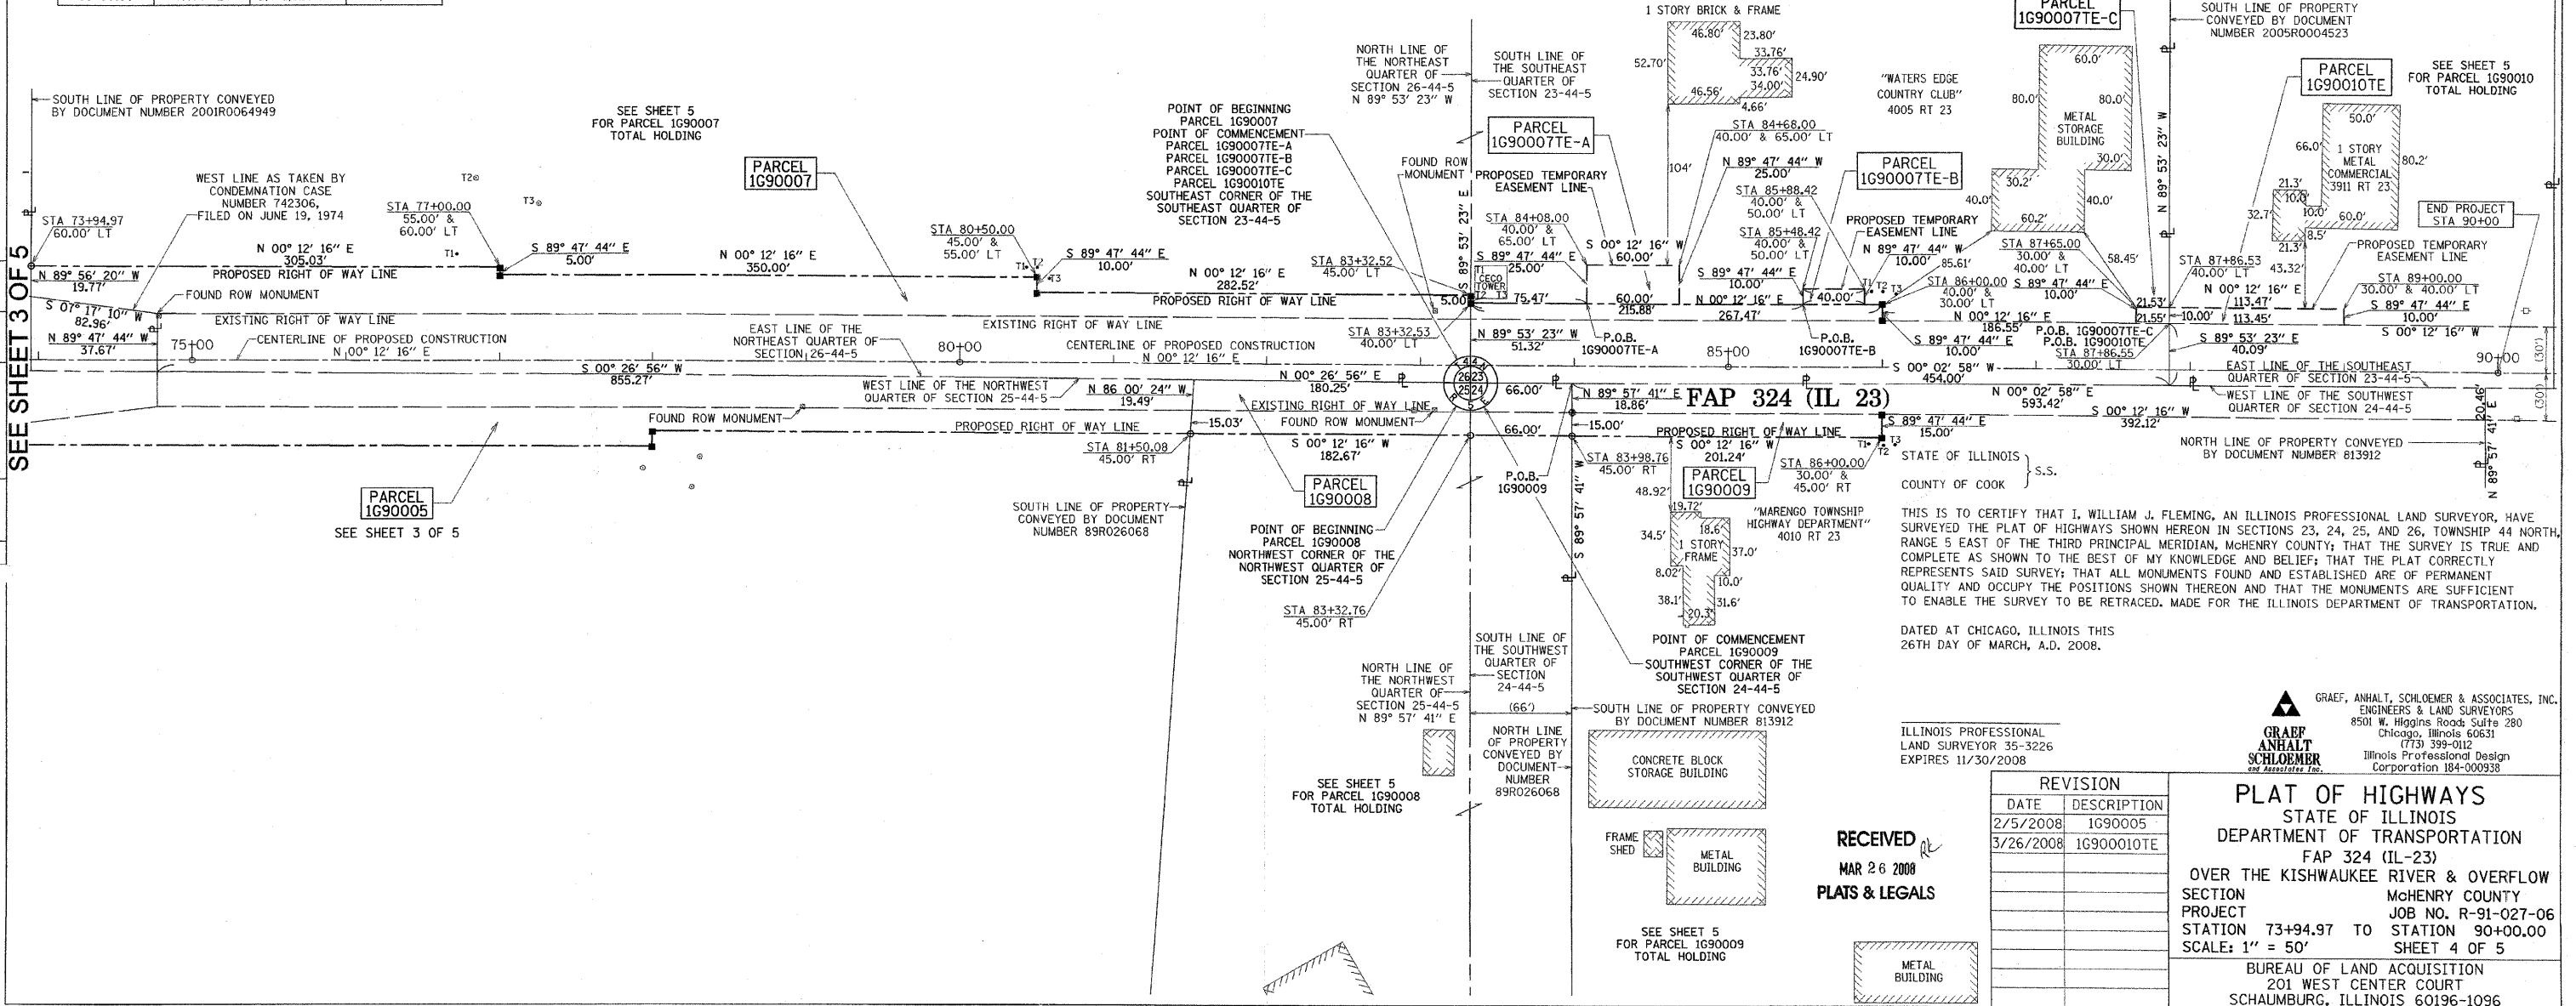 SEE SHEET 3 OF 5
SOUTH LINE OF PROPERTY CONVEYED
BY DOCUMENT NUMBER 2001R0064949
SEE SHEET 5
FOR PARCEL 1G90007
TOTAL HOLDING
WEST LINE AS TAKEN BY
CONDEMNATION CASE
NUMBER 742306,
FILED ON JUNE 19, 1974
STA 73+94.97
60.00' LT
STA 77+00.00
55.00' &
60.00' LT
T2
T3
T1
PARCEL
1G90007
N 00° 12' 16" E
305.03'
PROPOSED RIGHT OF WAY LINE
S 89° 47' 44" E
5.00'
N 00° 12' 16" E
350.00'
STA 80+50.00
45.00' &
55.00' LT
T1
T2
T3
S 89° 47' 44" E
10.00'
N 00° 12' 16" E
282.52'
PROPOSED RIGHT OF WAY LINE
N 89° 56' 20" W
19.77'
FOUND ROW MONUMENT
S 07° 17' 10" W
82.96'
EXISTING RIGHT OF WAY LINE
EXISTING RIGHT OF WAY LINE
N 89° 47' 44" W
37.67'
75+00
CENTERLINE OF PROPOSED CONSTRUCTION
N 00° 12' 16" E
EAST LINE OF THE
NORTHEAST QUARTER OF
SECTION 26-44-5
80+00
CENTERLINE OF PROPOSED CONSTRUCTION
N 00° 12' 16" E
S 00° 26' 56" W
855.27'
WEST LINE OF THE NORTHWEST
QUARTER OF SECTION 25-44-5
N 86° 00' 24" W
19.49'
N 00° 26' 56" E
180.25'
EXISTING RIGHT OF WAY LINE
FOUND ROW MONUMENT
FOUND ROW MONUMENT
PROPOSED RIGHT OF WAY LINE
15.03'
STA 81+50.08
45.00' RT
S 00° 12' 16" W
182.67'
PARCEL
1G90005
SEE SHEET 3 OF 5
SOUTH LINE OF PROPERTY
CONVEYED BY DOCUMENT
NUMBER 89R026068
PARCEL
1G90008
POINT OF BEGINNING
PARCEL 1G90008
NORTHWEST CORNER OF THE
NORTHWEST QUARTER OF
SECTION 25-44-5
STA 83+32.76
45.00' RT
POINT OF BEGINNING
PARCEL 1G90007
POINT OF COMMENCEMENT
PARCEL 1G90007TE-A
PARCEL 1G90007TE-B
PARCEL 1G90007TE-C
PARCEL 1G90010TE
SOUTHEAST CORNER OF THE
SOUTHEAST QUARTER OF
SECTION 23-44-5
NORTH LINE OF
THE NORTHEAST
QUARTER OF
SECTION 26-44-5
N 89° 53' 23" W
SOUTH LINE OF
THE SOUTHEAST
QUARTER OF
SECTION 23-44-5
FOUND ROW
MONUMENT
S 89° 53' 23" E
STA 83+32.52
45.00' LT
STA 83+32.53
40.00' LT
5.00'
T1
CECO
TOWER
T2
T3
75.47'
N 89° 53' 23" W
51.32'
PARCEL
1G90007TE-A
PROPOSED TEMPORARY
EASEMENT LINE
STA 84+08.00
40.00' &
65.00' LT
S 89° 47' 44" E
25.00'
S 00° 12' 16" W
60.00'
60.00'
215.88'
P.O.B.
1G90007TE-A
1 STORY BRICK & FRAME
46.80'
23.80'
33.76'
33.76'
24.90'
34.00'
52.70'
46.56'
4.66'
104'
STA 84+68.00
40.00' & 65.00' LT
N 89° 47' 44" W
25.00'
STA 85+88.42
40.00' &
50.00' LT
STA 85+48.42
40.00' &
50.00' LT
S 89° 47' 44" E
10.00'
N 00° 12' 16" E
267.47'
40.00'
85+00
P.O.B.
1G90007TE-B
"WATERS EDGE
COUNTRY CLUB"
4005 RT 23
PARCEL
1G90007TE-B
PROPOSED TEMPORARY
EASEMENT LINE
N 89° 47' 44" W
10.00'
85.61'
T1
T2
T3
STA 86+00.00
40.00' &
30.00' LT
S 89° 47' 44" E
10.00'
60.0'
80.0'
80.0'
METAL
STORAGE
BUILDING
30.0'
30.2'
40.0'
40.0'
60.2'
STA 87+65.00
30.00' &
40.00' LT
S 89° 47' 44" E
10.00'
58.45'
N 00° 12' 16" E
186.55'
PARCEL
1G90007TE-C
SOUTH LINE OF PROPERTY
CONVEYED BY DOCUMENT
NUMBER 2005R0004523
N 89° 53' 23" W
21.53'
21.55'
P.O.B. 1G90007TE-C
P.O.B. 1G90010TE
STA 87+86.55
30.00' LT
STA 87+86.53
40.00' LT
10.00'
N 00° 12' 16" E
113.47'
113.45'
S 89° 53' 23" E
40.09'
PARCEL
1G90010TE
SEE SHEET 5
FOR PARCEL 1G90010
TOTAL HOLDING
50.0'
66.0'
1 STORY
METAL
COMMERCIAL
3911 RT 23
80.2'
21.3'
10.0'
10.0'
60.0'
32.7'
21.3'
8.5'
43.32'
END PROJECT
STA 90+00
PROPOSED TEMPORARY
EASEMENT LINE
STA 89+00.00
30.00' & 40.00' LT
S 89° 47' 44" E
10.00'
S 00° 12' 16" W
90+00
(30')
(30')
S 00° 02' 58" W
454.00'
EAST LINE OF THE SOUTHEAST
QUARTER OF SECTION 23-44-5
N 00° 02' 58" E
593.42'
WEST LINE OF THE SOUTHWEST
QUARTER OF SECTION 24-44-5
26 23
25 24
5
66.00'
66.00'
N 89° 57' 41" E
18.86'
FAP 324 (IL 23)
15.00'
PROPOSED RIGHT OF WAY LINE
S 00° 12' 16" W
201.24'
S 89° 47' 44" E
15.00'
T1
T2
T3
S 00° 12' 16" W
392.12'
20.46'
N 89° 57' 41" E
NORTH LINE OF PROPERTY CONVEYED
BY DOCUMENT NUMBER 813912
P.O.B.
1G90009
S 89° 57' 41" W
STA 83+98.76
45.00' RT
PARCEL
1G90009
STA 86+00.00
30.00' &
45.00' RT
48.92'
"MARENGO TOWNSHIP
HIGHWAY DEPARTMENT"
4010 RT 23
19.72'
18.6'
34.5'
1 STORY
FRAME
37.0'
8.02'
10.0'
38.1'
31.6'
20.3'
POINT OF COMMENCEMENT
PARCEL 1G90009
SOUTHWEST CORNER OF THE
SOUTHWEST QUARTER OF
SECTION 24-44-5
SOUTH LINE OF
THE SOUTHWEST
QUARTER OF
SECTION
24-44-5
NORTH LINE OF
THE NORTHWEST
QUARTER OF
SECTION 25-44-5
N 89° 57' 41" E
(66')
SOUTH LINE OF PROPERTY CONVEYED
BY DOCUMENT NUMBER 813912
NORTH LINE
OF PROPERTY
CONVEYED BY
DOCUMENT
NUMBER
89R026068
SEE SHEET 5
FOR PARCEL 1G90008
TOTAL HOLDING
CONCRETE BLOCK
STORAGE BUILDING
FRAME
SHED
METAL
BUILDING
SEE SHEET 5
FOR PARCEL 1G90009
TOTAL HOLDING
METAL
BUILDING
STATE OF ILLINOIS
S.S.
COUNTY OF COOK
THIS IS TO CERTIFY THAT I, WILLIAM J. FLEMING, AN ILLINOIS PROFESSIONAL LAND SURVEYOR, HAVE
SURVEYED THE PLAT OF HIGHWAYS SHOWN HEREON IN SECTIONS 23, 24, 25, AND 26, TOWNSHIP 44 NORTH,
RANGE 5 EAST OF THE THIRD PRINCIPAL MERIDIAN, McHENRY COUNTY; THAT THE SURVEY IS TRUE AND
COMPLETE AS SHOWN TO THE BEST OF MY KNOWLEDGE AND BELIEF; THAT THE PLAT CORRECTLY
REPRESENTS SAID SURVEY; THAT ALL MONUMENTS FOUND AND ESTABLISHED ARE OF PERMANENT
QUALITY AND OCCUPY THE POSITIONS SHOWN THEREON AND THAT THE MONUMENTS ARE SUFFICIENT
TO ENABLE THE SURVEY TO BE RETRACED. MADE FOR THE ILLINOIS DEPARTMENT OF TRANSPORTATION.
DATED AT CHICAGO, ILLINOIS THIS
26TH DAY OF MARCH, A.D. 2008.
ILLINOIS PROFESSIONAL
LAND SURVEYOR 35-3226
EXPIRES 11/30/2008
GRAEF
ANHALT
SCHLOEMER
and Associates Inc.
GRAEF, ANHALT, SCHLOEMER & ASSOCIATES, INC.
ENGINEERS & LAND SURVEYORS
8501 W. Higgins Road; Suite 280
Chicago, Illinois 60631
(773) 399-0112
Illinois Professional Design
Corporation 184-000938
RECEIVED
MAR 26 2008
PLATS & LEGALS
REVISION
DATE DESCRIPTION
2/5/2008 1G90005
3/26/2008 1G900010TE
PLAT OF HIGHWAYS
STATE OF ILLINOIS
DEPARTMENT OF TRANSPORTATION
FAP 324 (IL-23)
OVER THE KISHWAUKEE RIVER & OVERFLOW
SECTION McHENRY COUNTY
PROJECT JOB NO. R-91-027-06
STATION 73+94.97 TO STATION 90+00.00
SCALE: 1" = 50' SHEET 4 OF 5
BUREAU OF LAND ACQUISITION
201 WEST CENTER COURT
SCHAUMBURG, ILLINOIS 60196-1096